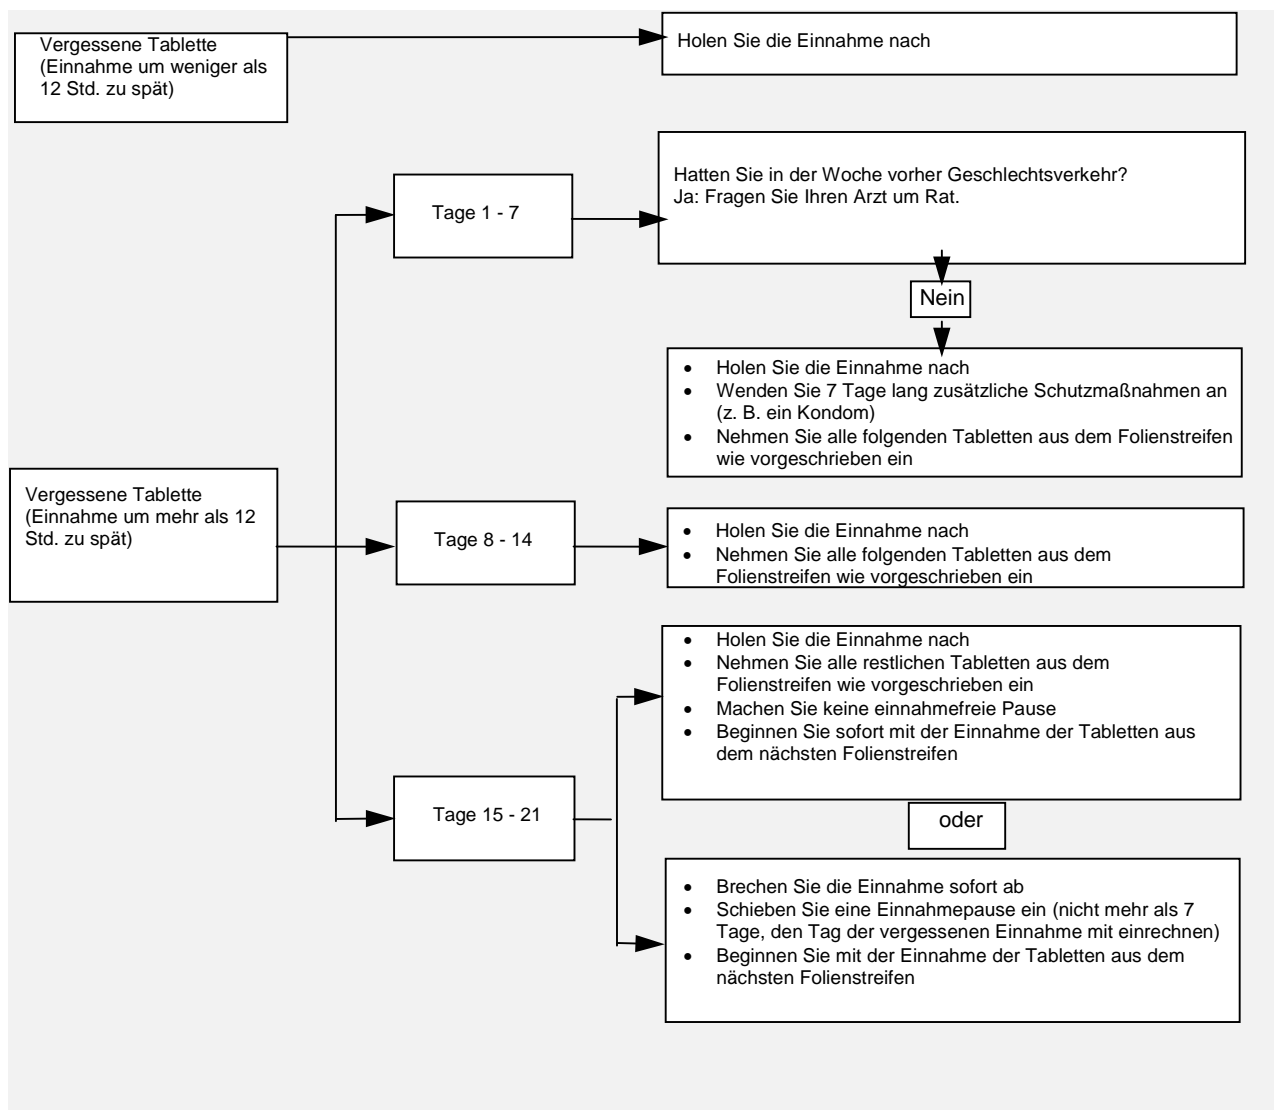 Vergessene Tablette
(Einnahme um weniger als
12 Std. zu spät)
Holen Sie die Einnahme nach
Hatten Sie in der Woche vorher Geschlechtsverkehr?
Ja: Fragen Sie Ihren Arzt um Rat.
Tage 1 - 7
Nein
• Holen Sie die Einnahme nach
• Wenden Sie 7 Tage lang zusätzliche Schutzmaßnahmen an
(z. B. ein Kondom)
• Nehmen Sie alle folgenden Tabletten aus dem Folienstreifen
wie vorgeschrieben ein
Vergessene Tablette
(Einnahme um mehr als 12
Std. zu spät)
Tage 8 - 14
• Holen Sie die Einnahme nach
• Nehmen Sie alle folgenden Tabletten aus dem
Folienstreifen wie vorgeschrieben ein
• Holen Sie die Einnahme nach
• Nehmen Sie alle restlichen Tabletten aus dem
Folienstreifen wie vorgeschrieben ein
• Machen Sie keine einnahmefreie Pause
• Beginnen Sie sofort mit der Einnahme der Tabletten aus
dem nächsten Folienstreifen
Tage 15 - 21
oder
• Brechen Sie die Einnahme sofort ab
• Schieben Sie eine Einnahmepause ein (nicht mehr als 7
Tage, den Tag der vergessenen Einnahme mit einrechnen)
• Beginnen Sie mit der Einnahme der Tabletten aus dem
nächsten Folienstreifen